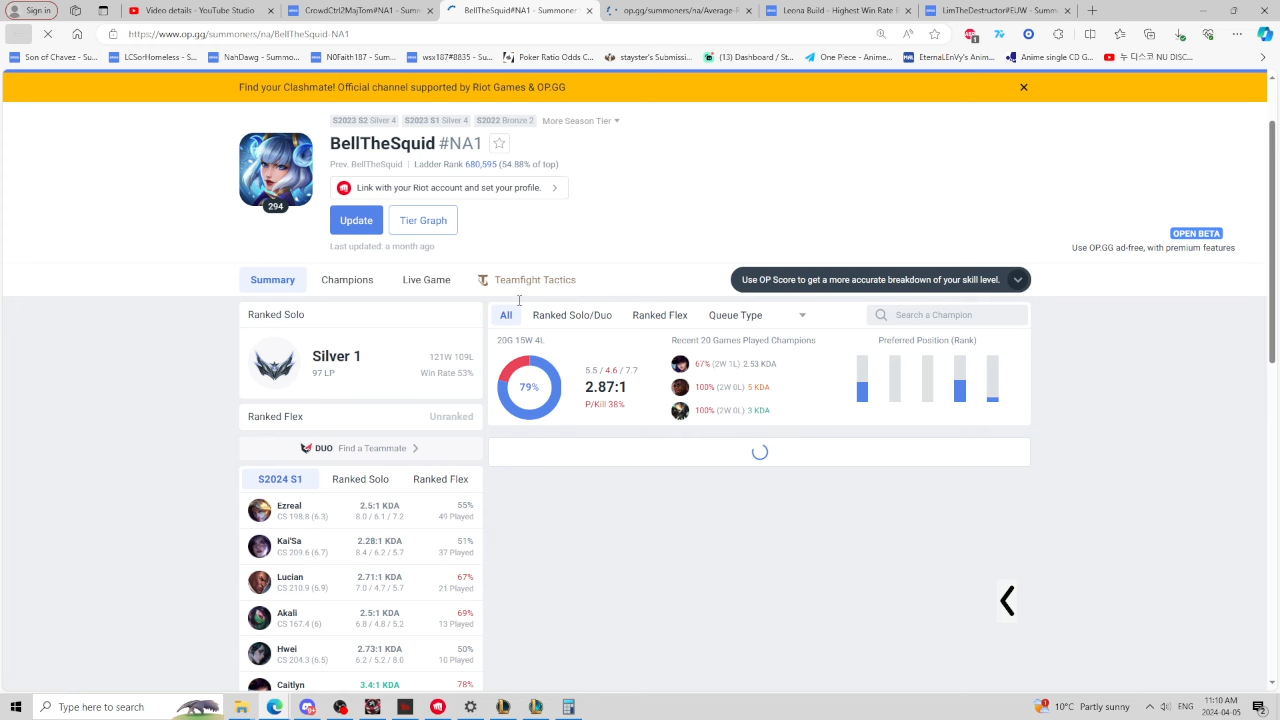 Sign in
BellTheSquid#NA1 - Summoner S
Leona Build - Highest Win Rate
https://www.op.gg/summoners/na/BellTheSquid-NA1
Son of Chavez - Su... LCSorHomeless - S... NahDawg - Summo... N0Faith187 - Sum... wsx187#8835 - Su... Poker Ratio Odds C... stayster's Submissi... (13) Dashboard / St... One Piece - Anime... EternaLEnVy's Anim... Anime single CD G... 누 디스코 NU DISC...
Find your Clashmate! Official channel supported by Riot Games & OP.GG
S2023 S2 Silver 4 S2023 S1 Silver 4 S2022 Bronze 2 More Season Tier
BellTheSquid #NA1
Prev. BellTheSquid | Ladder Rank 680,595 (54.88% of top)
Link with your Riot account and set your profile.
294
Update Tier Graph
Last updated: a month ago
OPEN BETA
Use OP.GG ad-free, with premium features
Summary Champions Live Game Teamfight Tactics
Use OP Score to get a more accurate breakdown of your skill level.
Ranked Solo
Silver 1 121W 109L
97 LP Win Rate 53%
Ranked Flex Unranked
DUO Find a Teammate
S2024 S1 Ranked Solo Ranked Flex
Ezreal 2.5:1 KDA 55%
CS 198.8 (6.3) 8.0 / 6.1 / 7.2 49 Played
Kai'Sa 2.28:1 KDA 51%
CS 209.6 (6.7) 8.4 / 6.2 / 5.7 37 Played
Lucian 2.71:1 KDA 67%
CS 210.9 (6.9) 7.0 / 4.7 / 5.7 21 Played
Akali 2.5:1 KDA 69%
CS 167.4 (6) 6.8 / 4.8 / 5.2 13 Played
Hwei 2.73:1 KDA 50%
CS 204.3 (6.5) 6.2 / 5.2 / 8.0 10 Played
Caitlyn 3.4:1 KDA 78%
All Ranked Solo/Duo Ranked Flex Queue Type Search a Champion
20G 15W 4L
79%
5.5 / 4.6 / 7.7
2.87:1
P/Kill 38%
Recent 20 Games Played Champions
67% (2W 1L) 2.53 KDA
100% (2W 0L) 5 KDA
100% (2W 0L) 3 KDA
Preferred Position (Rank)
Type here to search
10°C Partly sunny
ENG
11:10 AM
2024-04-05